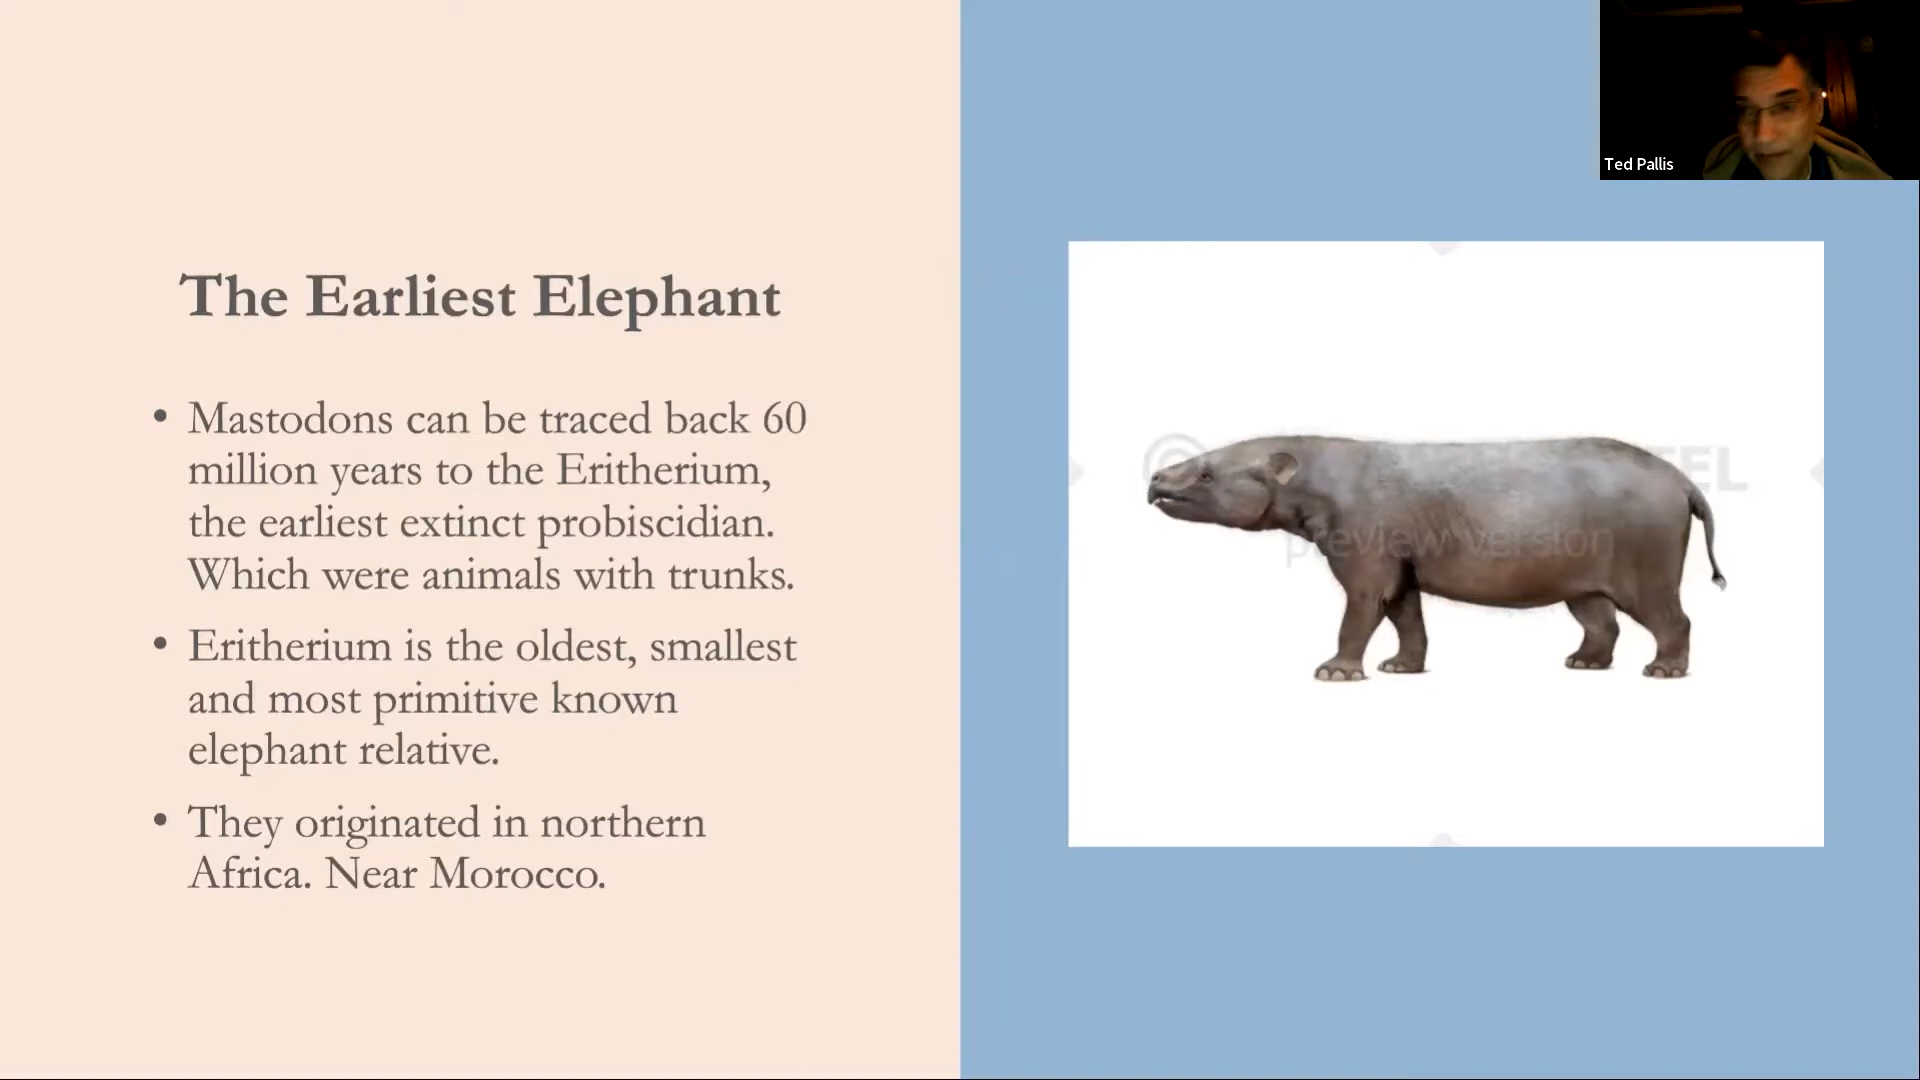 The Earliest Elephant
• Mastodons can be traced back 60
million years to the Eritherium,
the earliest extinct probiscidian.
Which were animals with trunks.
• Eritherium is the oldest, smallest
and most primitive known
elephant relative.
• They originated in northern
Africa. Near Morocco.
Ted Pallis
preview version